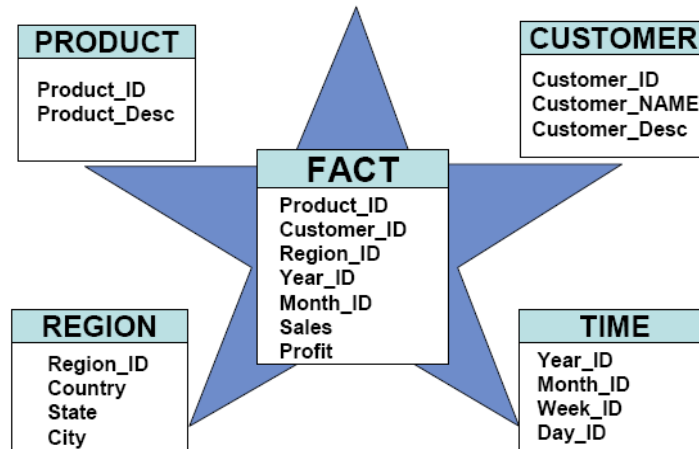 PRODUCT
Product_ID
Product_Desc
CUSTOMER
Customer_ID
Customer_NAME
Customer_Desc
FACT
Product_ID
Customer_ID
Region_ID
Year_ID
Month_ID
Sales
Profit
REGION
Region_ID
Country
State
City
TIME
Year_ID
Month_ID
Week_ID
Day_ID